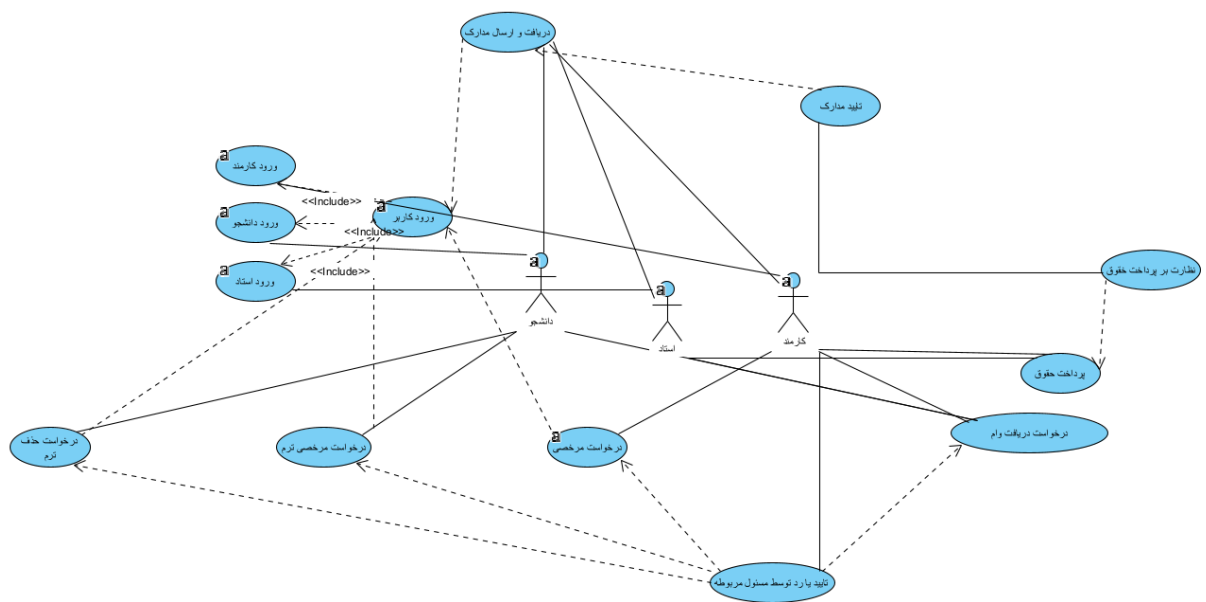 دریافت و ارسال مدارک
تایید مدارک
a
ورود کارمند
<<Include>>
a
ورود دانشجو
a
ورود کاربر
<<Include>>
a
ورود استاد
<<Include>>
a
دانشجو
a
استاد
a
کارمند
نظارت بر پرداخت حقوق
پرداخت حقوق
درخواست حذف
ترم
درخواست مرخصی ترم
a
درخواست مرخصی
درخواست دریافت وام
تایید یا رد توسط مسئول مربوطه